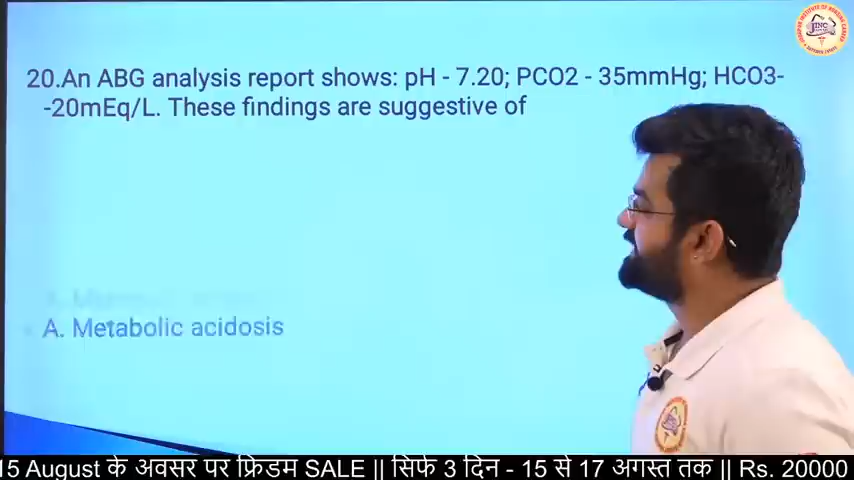 20.An ABG analysis report shows: pH - 7.20; PCO2 - 35mmHg; HCO3-
-20mEq/L. These findings are suggestive of
A. Metabolic acidosis
15 August के अवसर पर फ्रिडम SALE || सिर्फ 3 दिन - 15 से 17 अगस्त तक || Rs. 20000